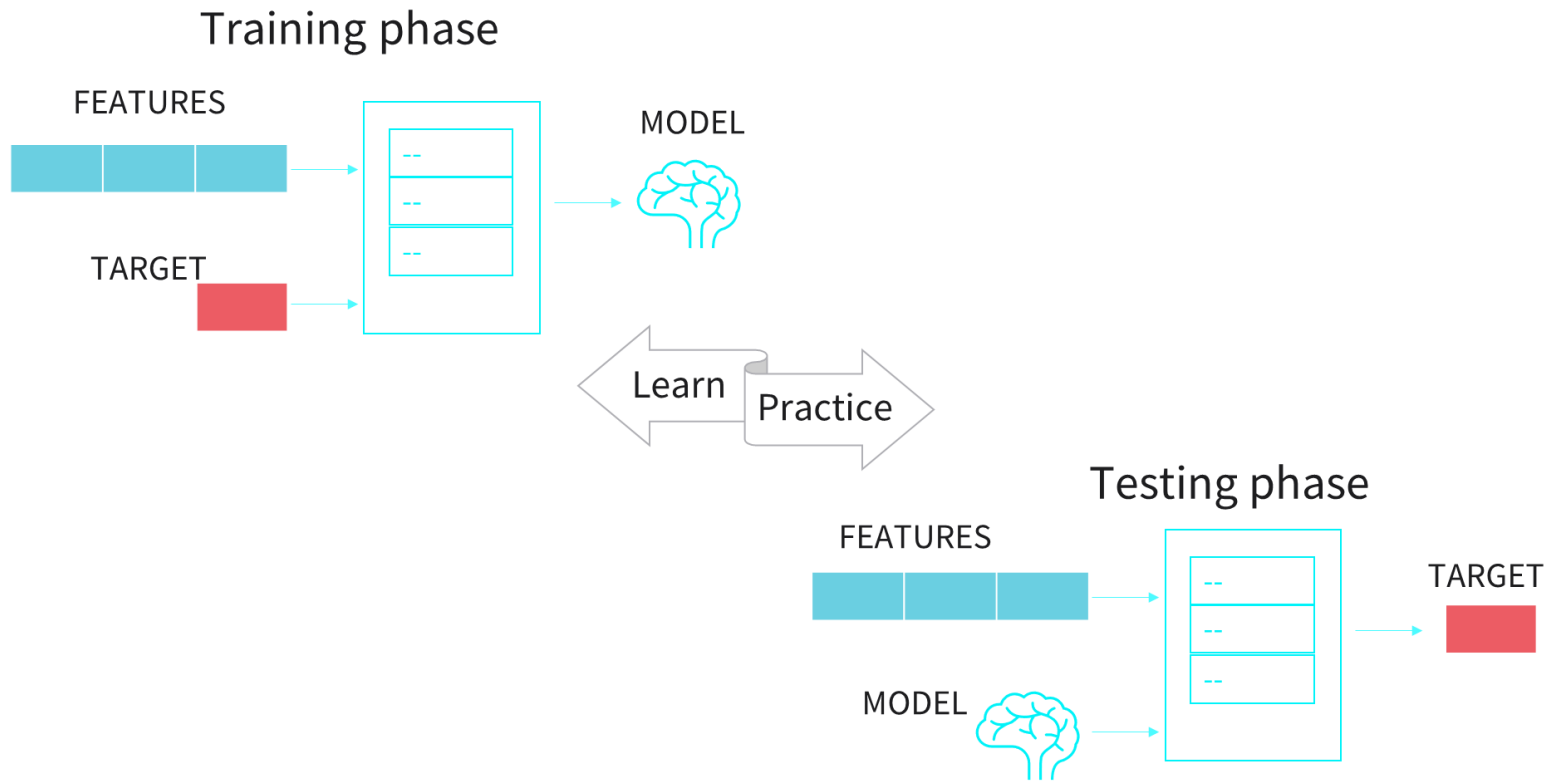 Training phase
FEATURES
MODEL
--
--
--
TARGET
Learn
Practice
Testing phase
FEATURES
TARGET
--
--
--
MODEL